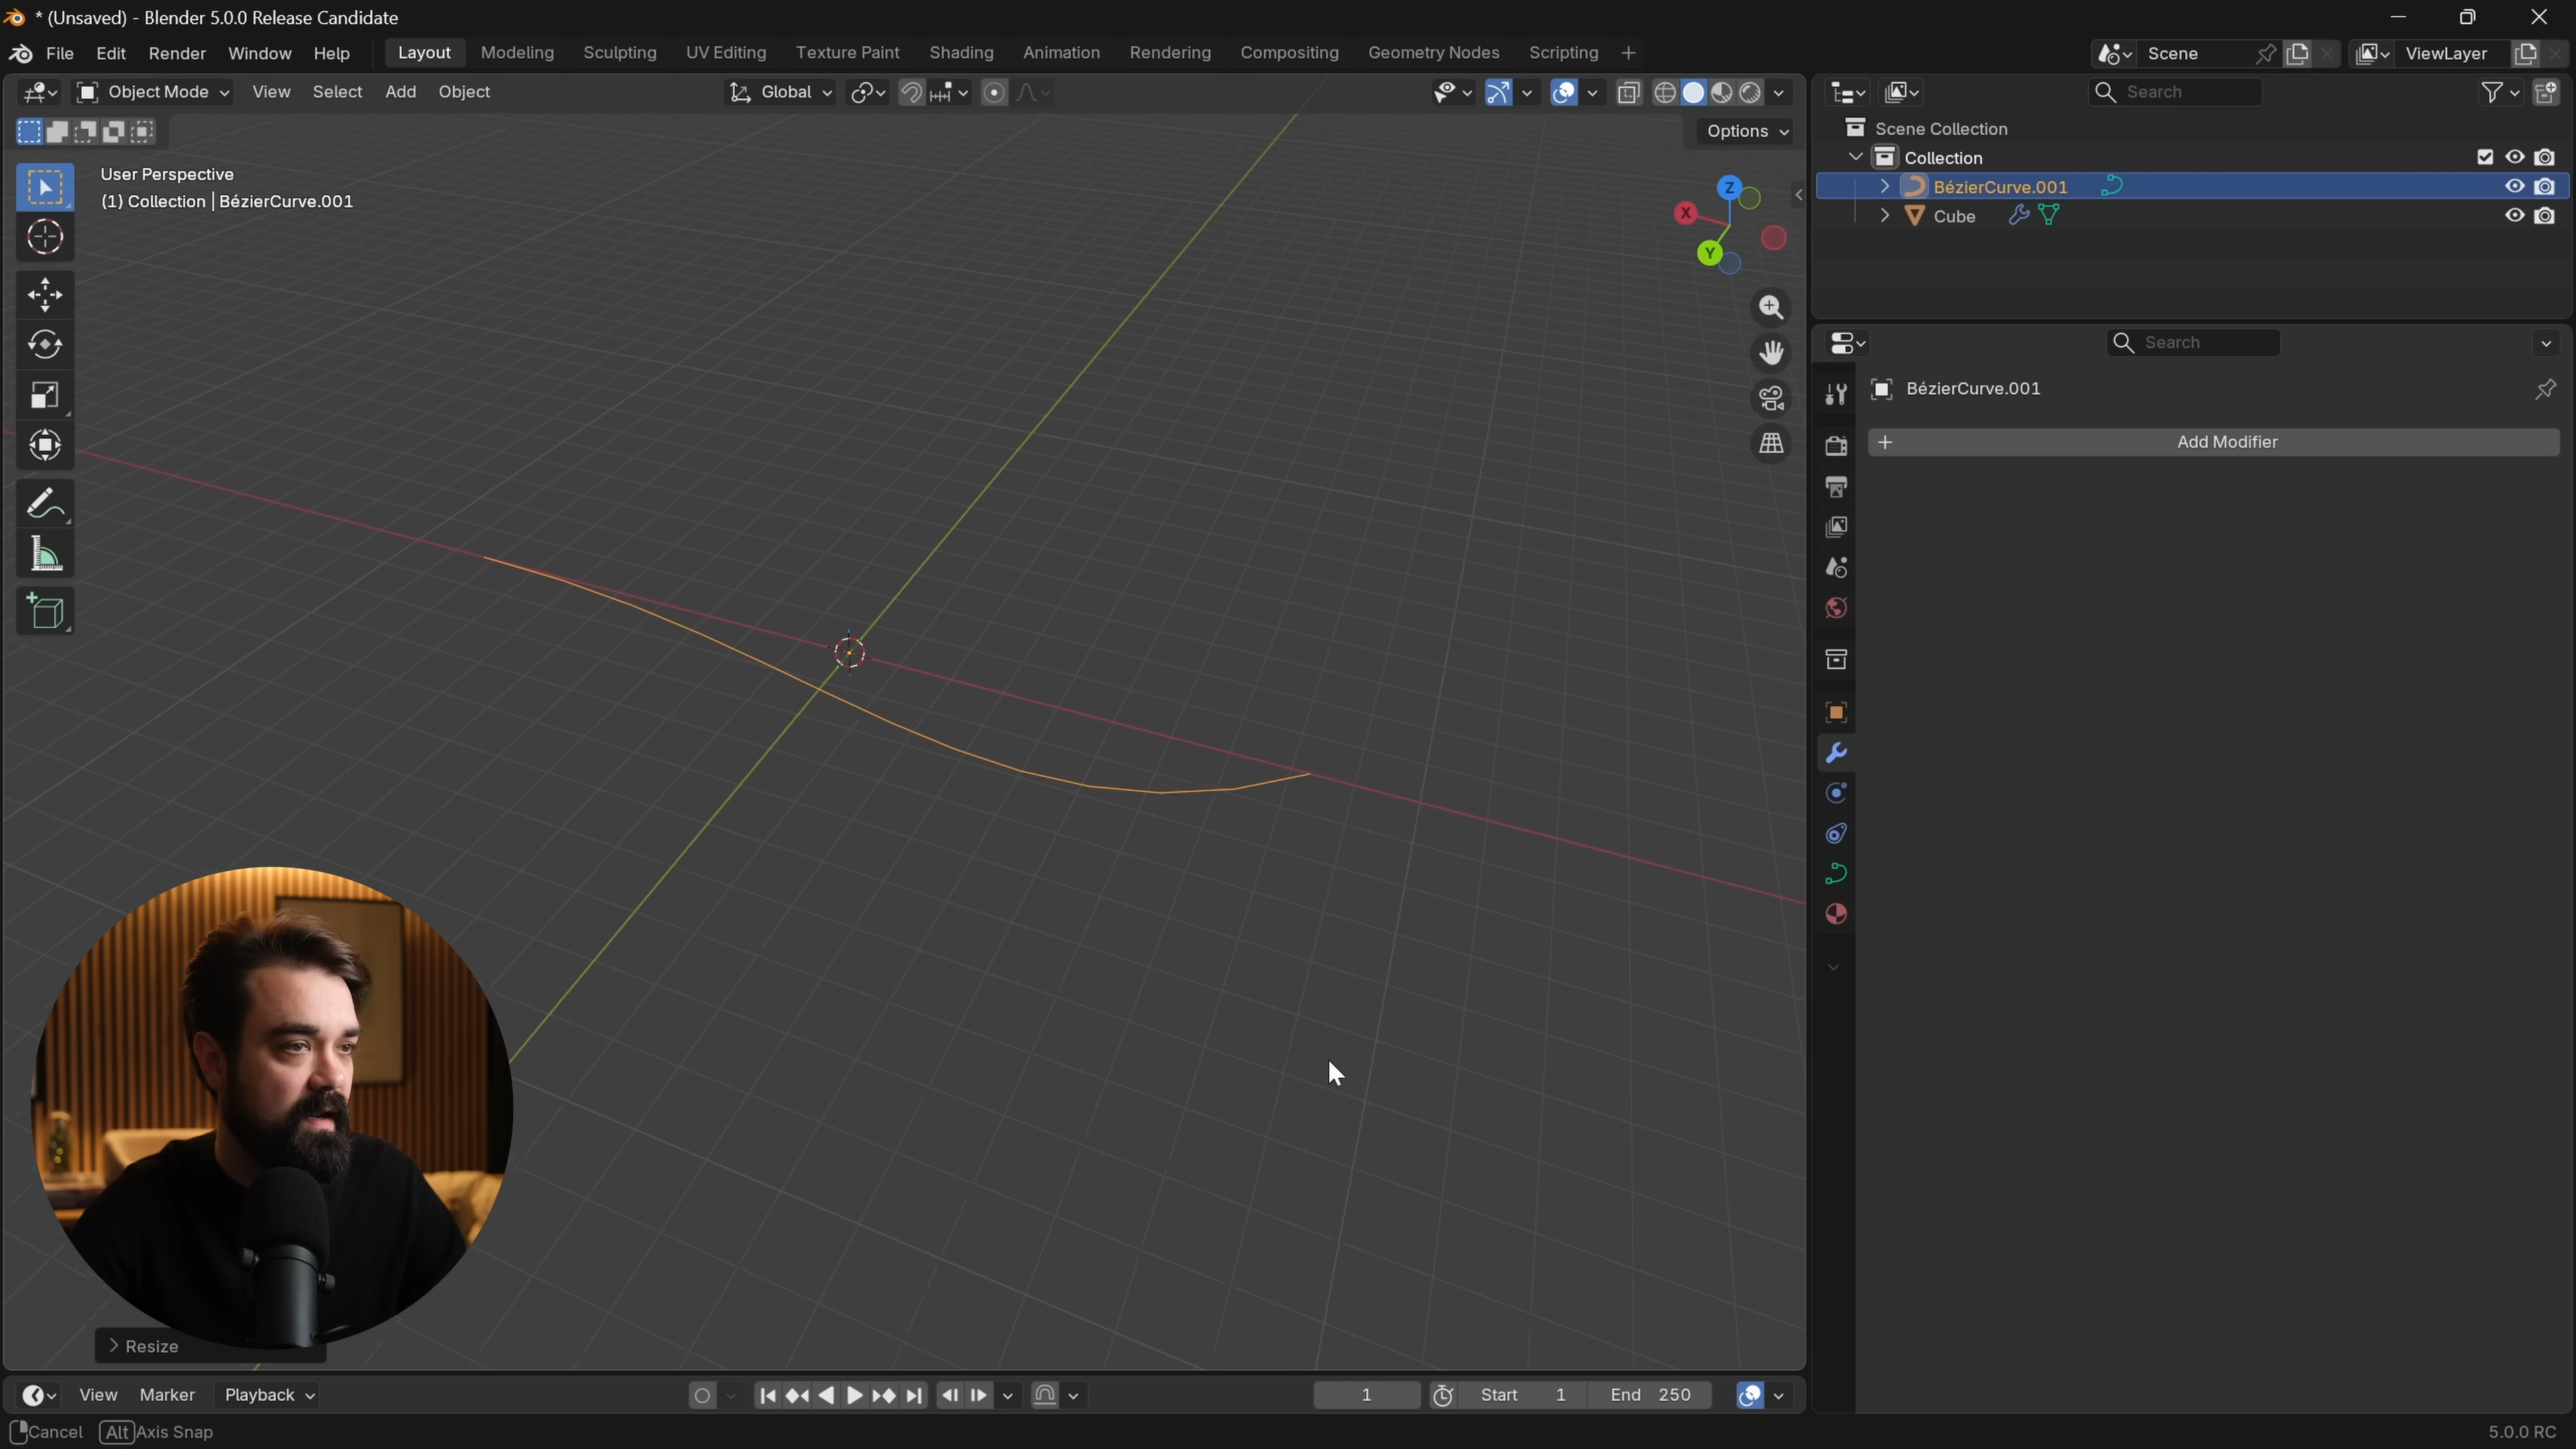 * (Unsaved) - Blender 5.0.0 Release Candidate
File Edit Render Window Help
Layout Modeling Sculpting UV Editing Texture Paint Shading Animation Rendering Compositing Geometry Nodes Scripting +
Scene
ViewLayer
Object Mode View Select Add Object
Global
Options
User Perspective
(1) Collection | BézierCurve.001
Z
X
Y
Search
Scene Collection
Collection
BézierCurve.001
Cube
Search
BézierCurve.001
+ Add Modifier
Resize
View Marker Playback
1
Start 1
End 250
Cancel Alt Axis Snap
5.0.0 RC